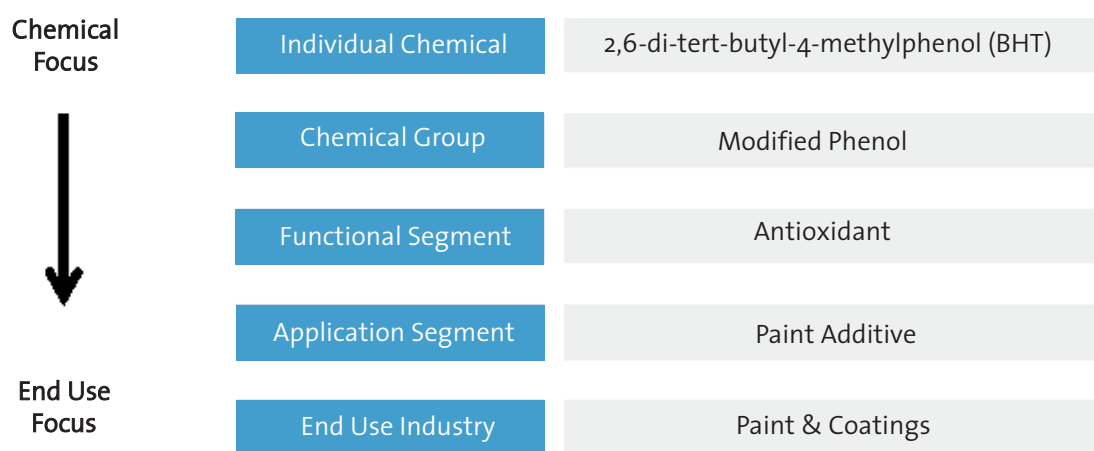 Chemical
Focus
Individual Chemical
2,6-di-tert-butyl-4-methylphenol (BHT)
Chemical Group
Modified Phenol
Functional Segment
Antioxidant
Application Segment
Paint Additive
End Use
Focus
End Use Industry
Paint & Coatings